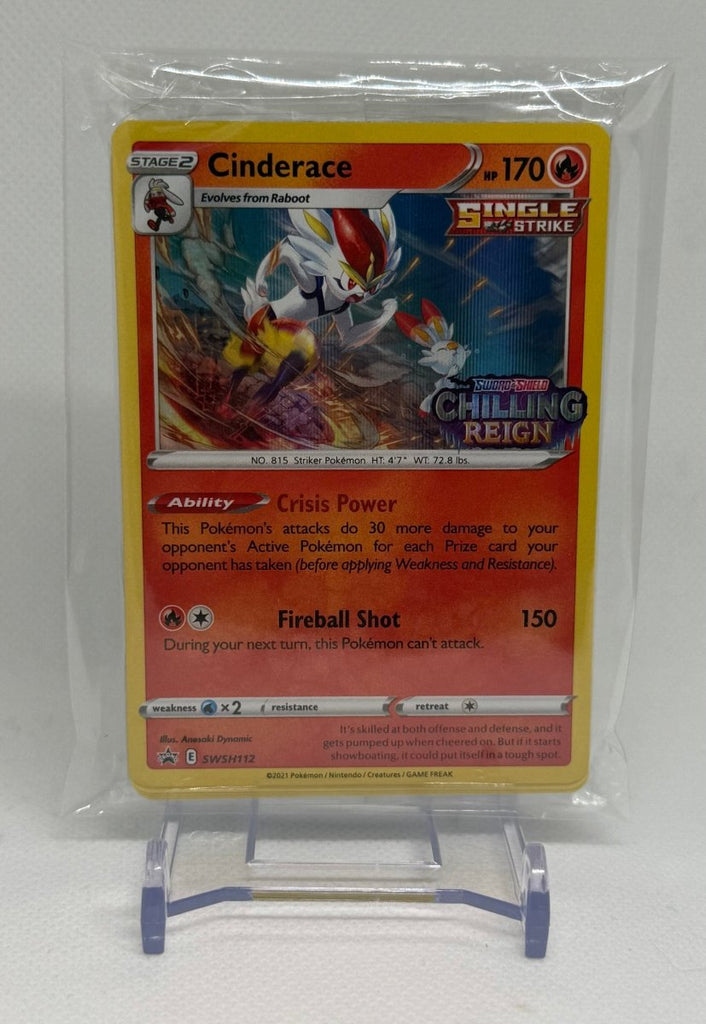 STAGE 2 Cinderace HP 170
Evolves from Raboot
SINGLE
STRIKE
SWORD & SHIELD
CHILLING
REIGN
NO. 815 Striker Pokémon HT: 4'7" WT: 72.8 lbs.
Ability Crisis Power
This Pokémon's attacks do 30 more damage to your
opponent's Active Pokémon for each Prize card your
opponent has taken (before applying Weakness and Resistance).
Fireball Shot 150
During your next turn, this Pokémon can't attack.
weakness ×2 resistance retreat
Illus. Anesaki Dynamic
It's skilled at both offense and defense, and it
gets pumped up when cheered on. But if it starts
showboating, it could put itself in a tough spot.
E SWSH112
©2021 Pokémon / Nintendo / Creatures / GAME FREAK